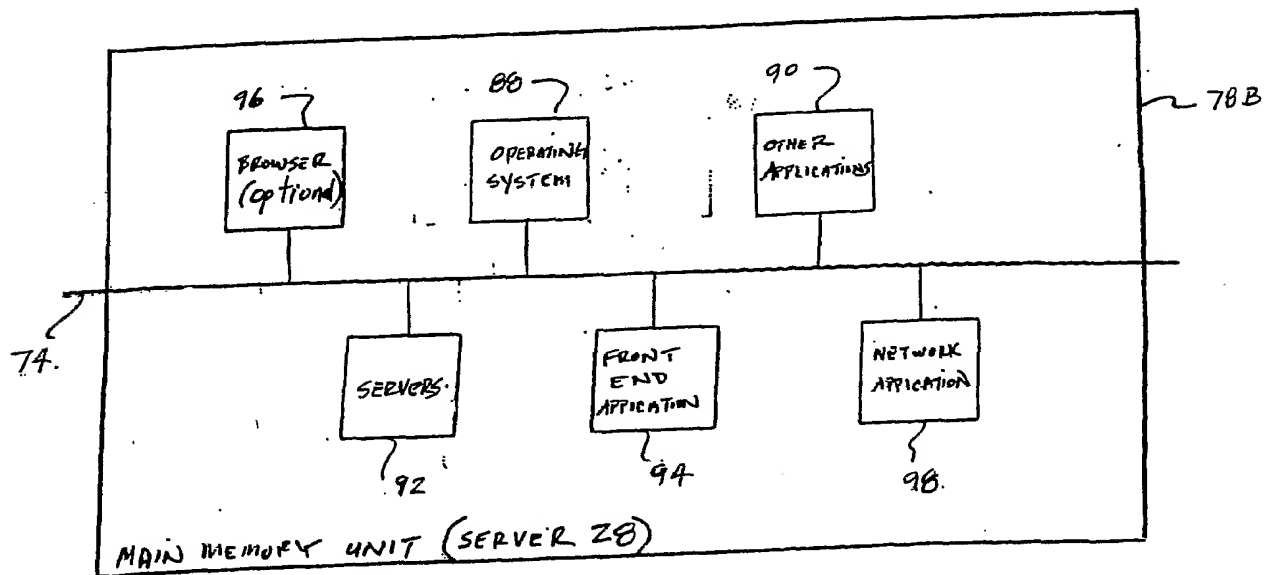 96
88
90
78B
BROWSER
(optional)
OPERATING
SYSTEM
OTHER
APPLICATIONS
74.
SERVERS.
FRONT
END
APPLICATION
NETWORK
APPLICATION
92
94
98.
MAIN MEMORY UNIT (SERVER 28)